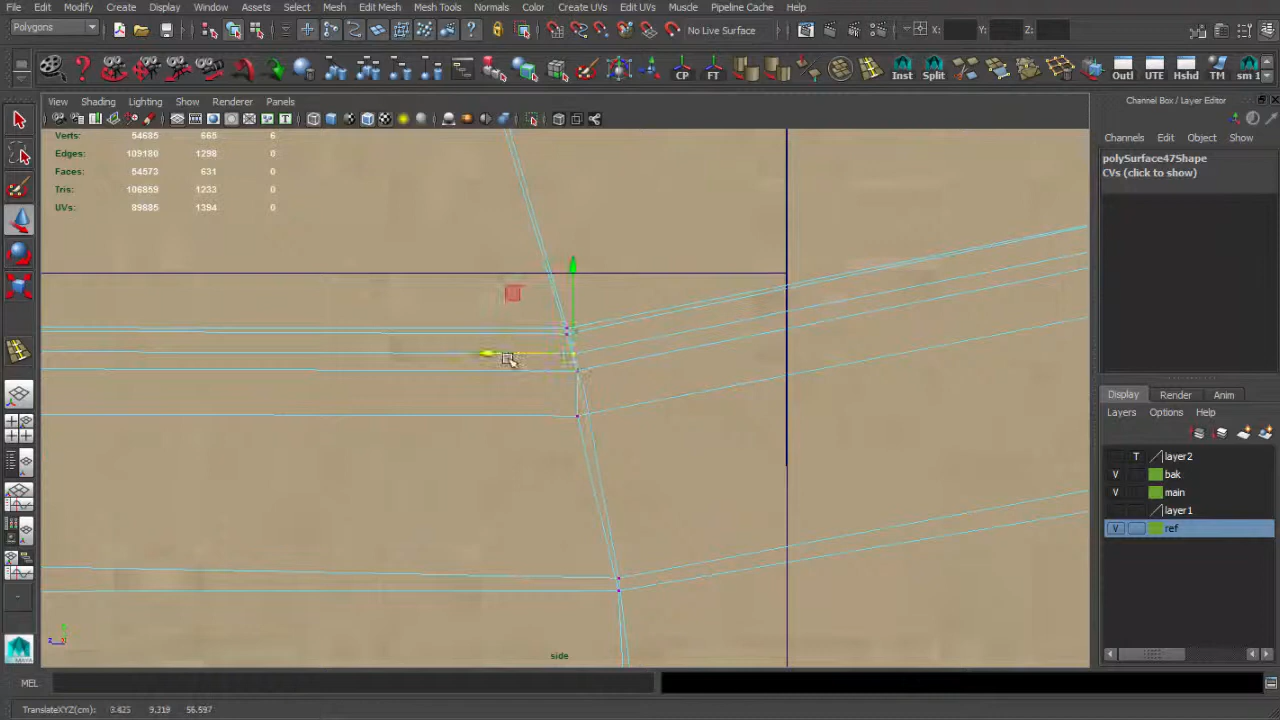 File Modify Create Display Window Assets Select Mesh Edit Mesh Mesh Tools Normals Color Create UVs Edit UVs Muscle Pipeline Cache Help
Polygons No Live Surface X: Y: Z:
CP FT Inst Split Outl UTE Hshd TM sm 1
View Shading Lighting Show Renderer Panels
Channel Box / Layer Editor
Channels Edit Object Show
Verts: 54685 665 6
Edges: 109180 1298 0
Faces: 54573 631 0
Tris: 106859 1233 0
UVs: 89885 1394 0
polySurface47Shape
CVs (click to show)
Display Render Anim
Layers Options Help
T layer2
V bak
V main
layer1
V ref
y
z
side
MEL
TranslateXYZ(cm): 3.425 9.319 56.597